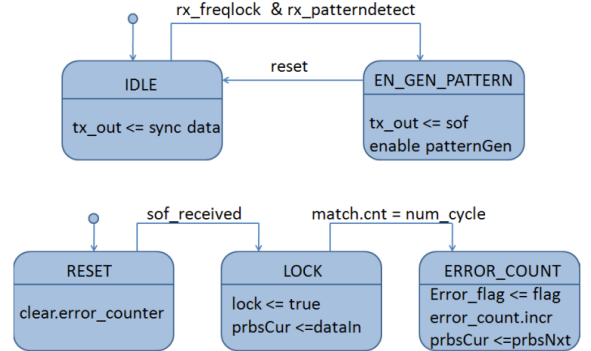 rx_freqlock & rx_patterndetect
reset
IDLE
tx_out <= sync data
EN_GEN_PATTERN
tx_out <= sof
enable patternGen
sof_received
match.cnt = num_cycle
RESET
clear.error_counter
LOCK
lock <= true
prbsCur <=dataIn
ERROR_COUNT
Error_flag <= flag
error_count.incr
prbsCur <=prbsNxt